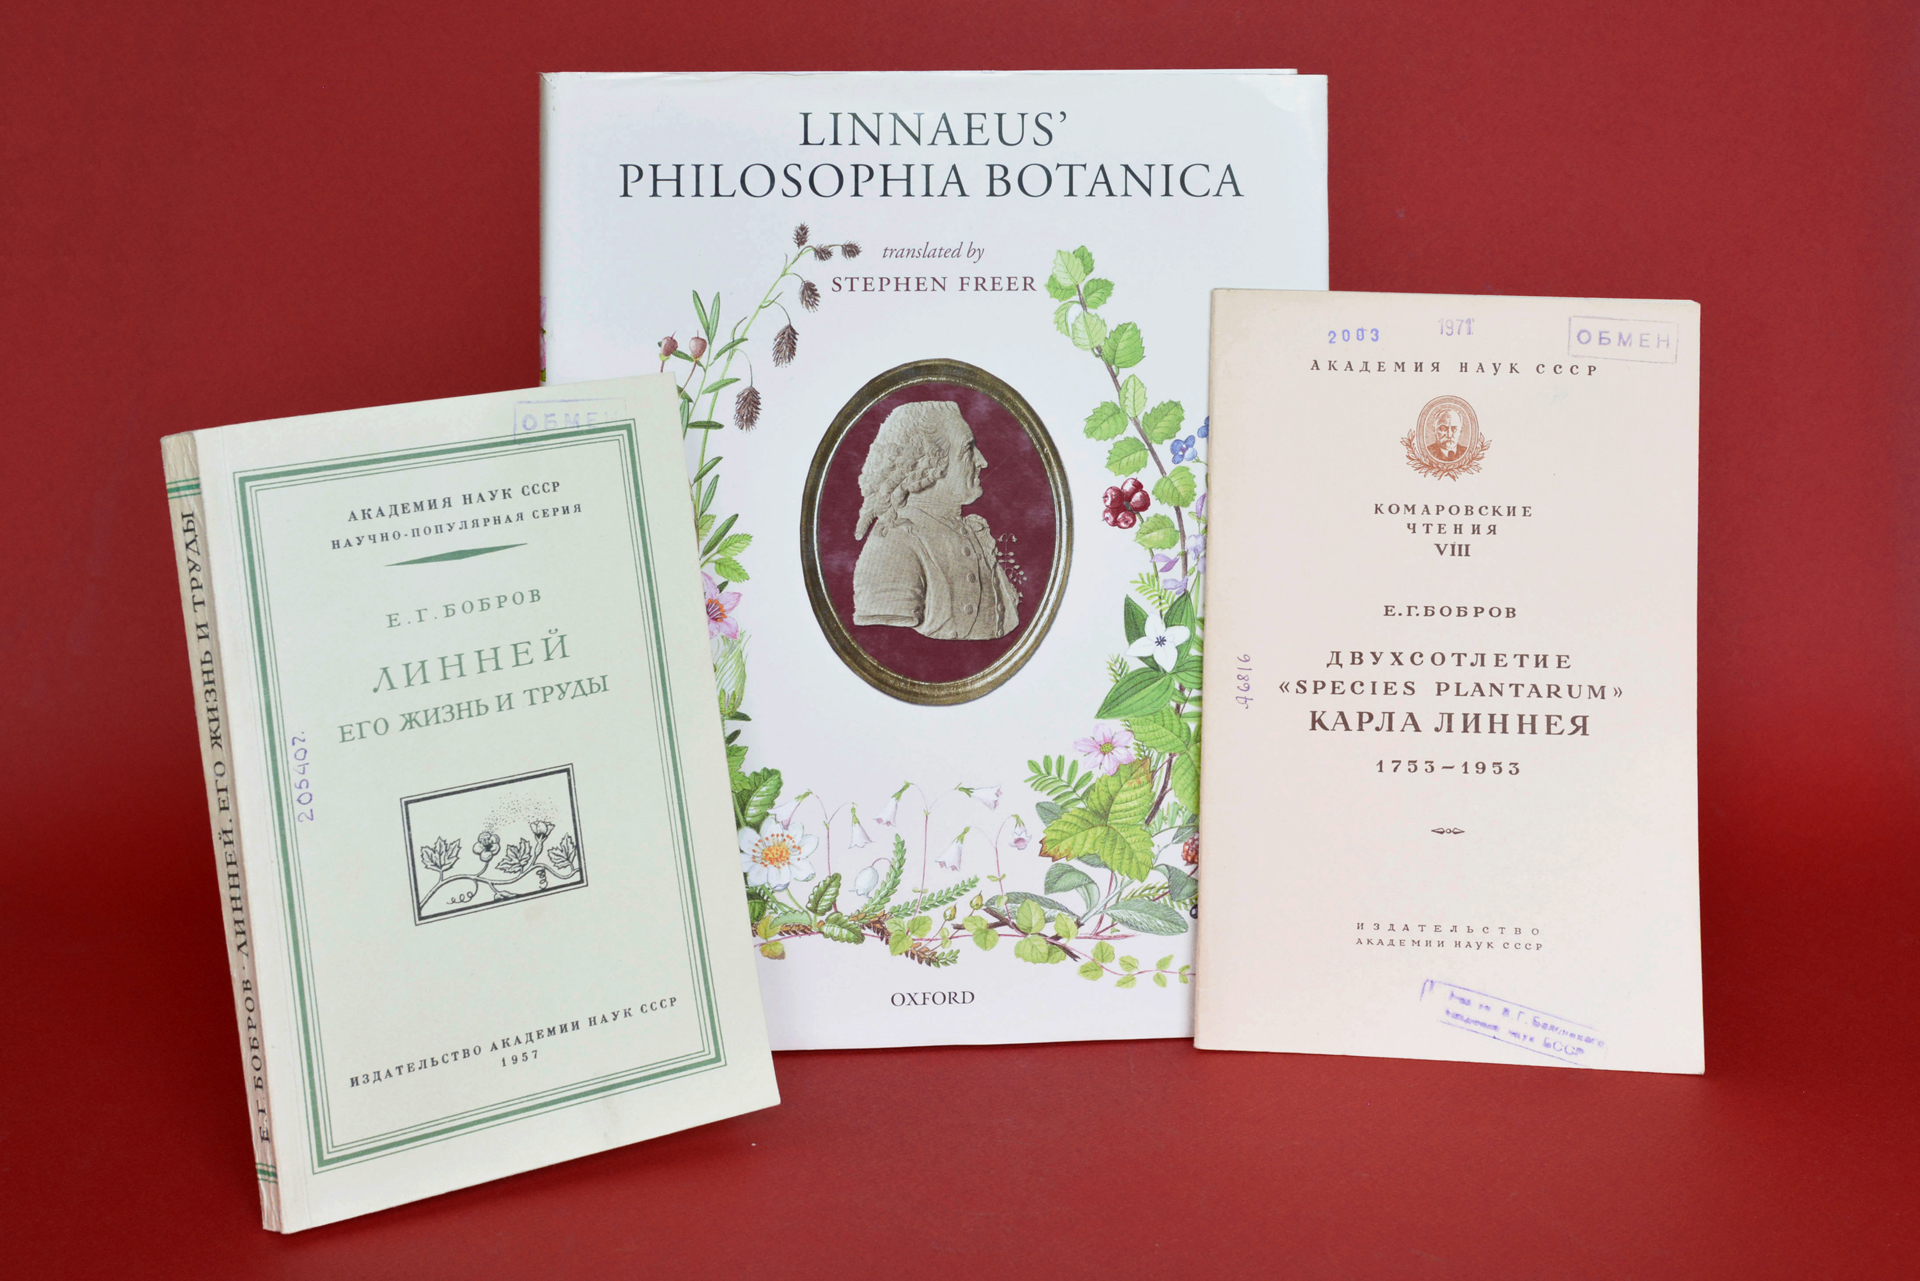 LINNAEUS'
PHILOSOPHIA BOTANICA
translated by
STEPHEN FREER
OXFORD
ОБМЕН
АКАДЕМИЯ НАУК СССР
НАУЧНО-ПОПУЛЯРНАЯ СЕРИЯ
Е.Г.БОБРОВ
ЛИННЕЙ
ЕГО ЖИЗНЬ И ТРУДЫ
205402.
ИЗДАТЕЛЬСТВО АКАДЕМИИ НАУК СССР
1957
Е.Г.БОБРОВ · ЛИННЕЙ. ЕГО ЖИЗНЬ И ТРУДЫ
2003 1971 ОБМЕН
АКАДЕМИЯ НАУК СССР
КОМАРОВСКИЕ
ЧТЕНИЯ
VIII
Е.Г.БОБРОВ
ДВУХСОТЛЕТИЕ
«SPECIES PLANTARUM»
КАРЛА ЛИННЕЯ
1753–1953
А6816
ИЗДАТЕЛЬСТВО
АКАДЕМИИ НАУК СССР